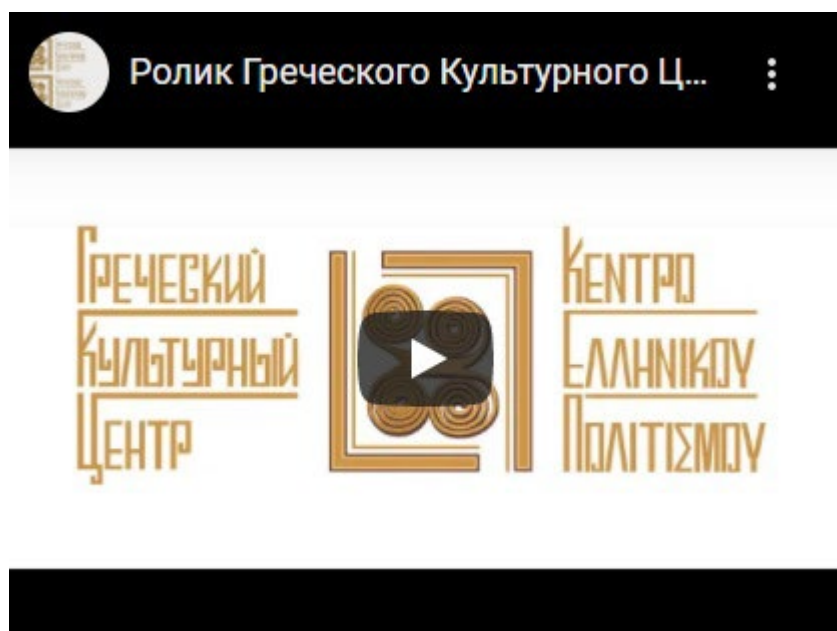 Ролик Греческого Культурного Ц...
Греческий
Культурный
Центр
Κεντρο
Ελληνικου
Πολιτισμου